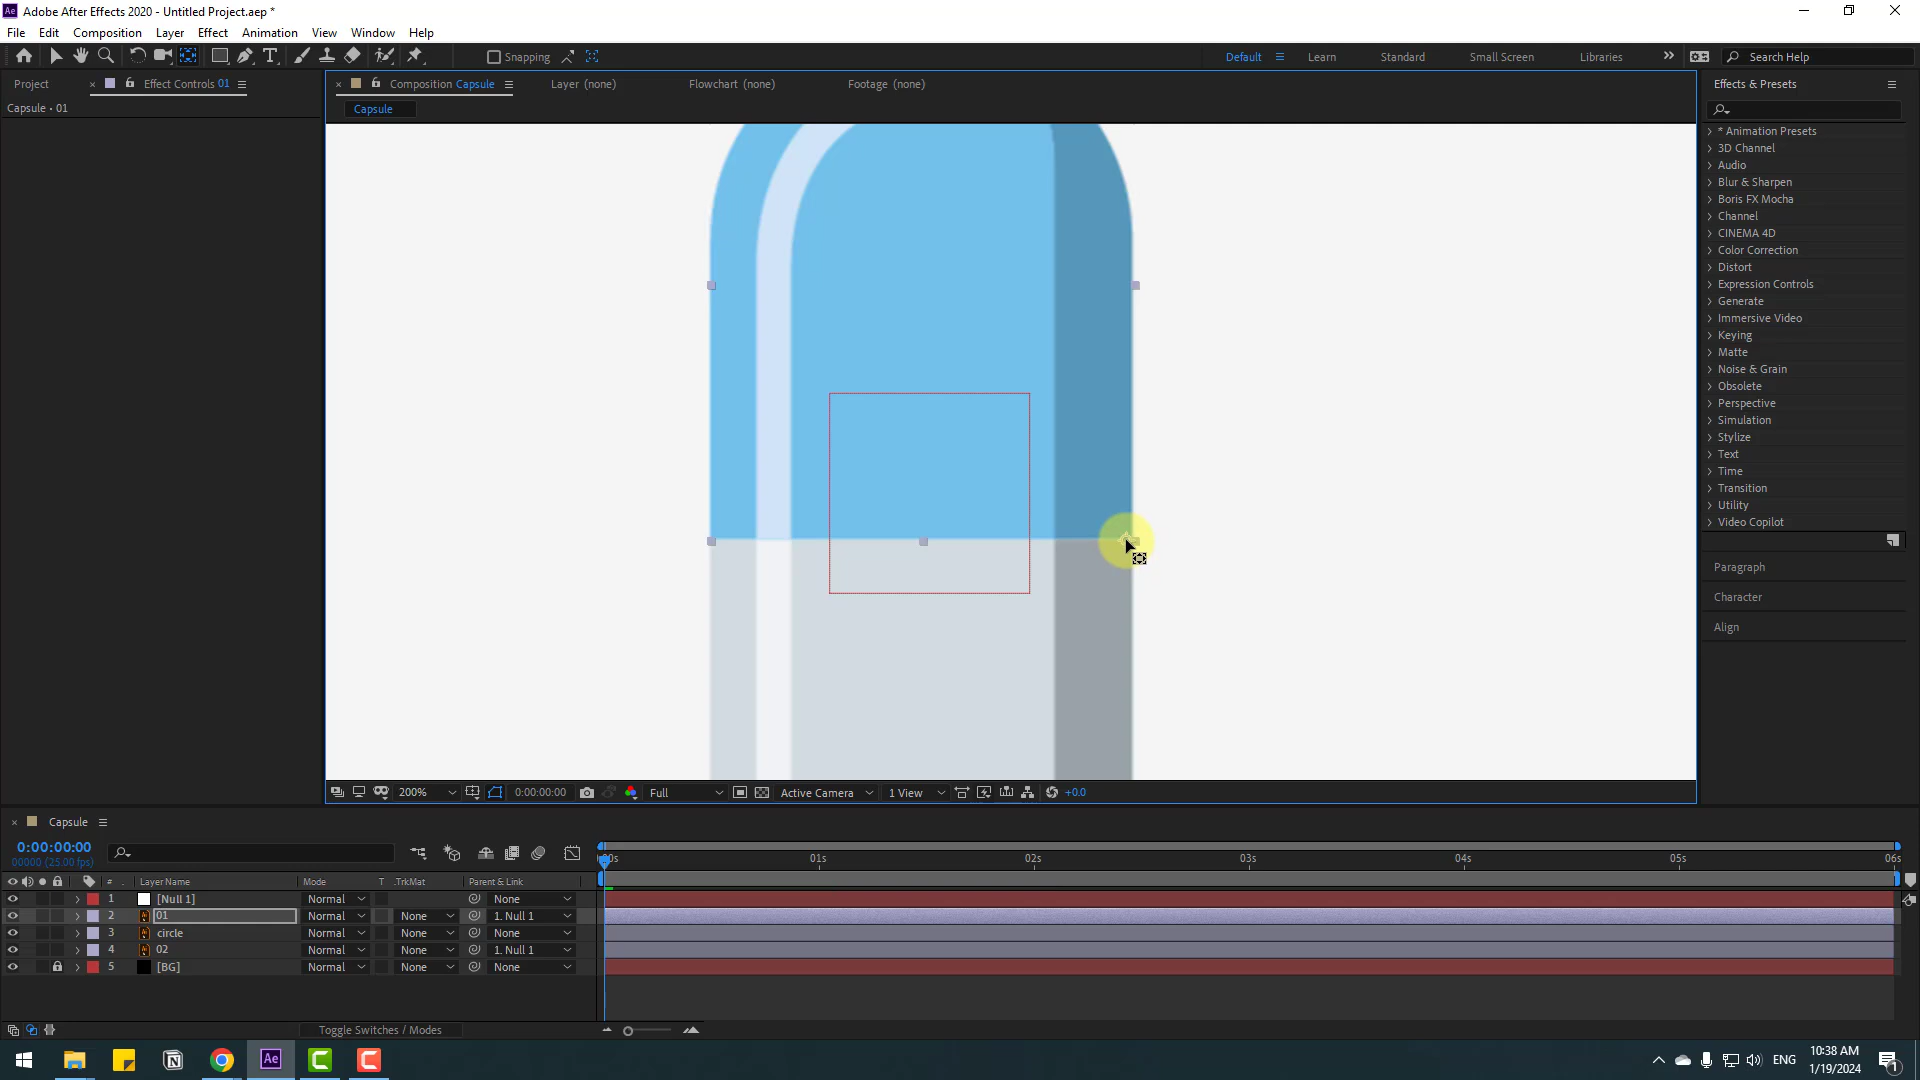 Adobe After Effects 2020 - Untitled Project.aep *
File Edit Composition Layer Effect Animation View Window Help
Snapping
Default Learn Standard Small Screen Libraries Search Help
Project Effect Controls 01
Composition Capsule Layer (none) Flowchart (none) Footage (none)
Effects & Presets
Capsule • 01
Capsule
* Animation Presets
3D Channel
Audio
Blur & Sharpen
Boris FX Mocha
Channel
CINEMA 4D
Color Correction
Distort
Expression Controls
Generate
Immersive Video
Keying
Matte
Noise & Grain
Obsolete
Perspective
Simulation
Stylize
Text
Time
Transition
Utility
Video Copilot
Paragraph
Character
Align
200% 0:00:00:00 Full Active Camera 1 View +0.0
Capsule
0:00:00:00
00000 (25.00 fps)
01s 02s 03s 04s 05s 06s
# Layer Name Mode T .TrkMat Parent & Link
1 [Null 1] Normal None
2 01 Normal None 1. Null 1
3 circle Normal None None
4 02 Normal None 1. Null 1
5 [BG] Normal None None
Toggle Switches / Modes
ENG 10:38 AM
1/19/2024